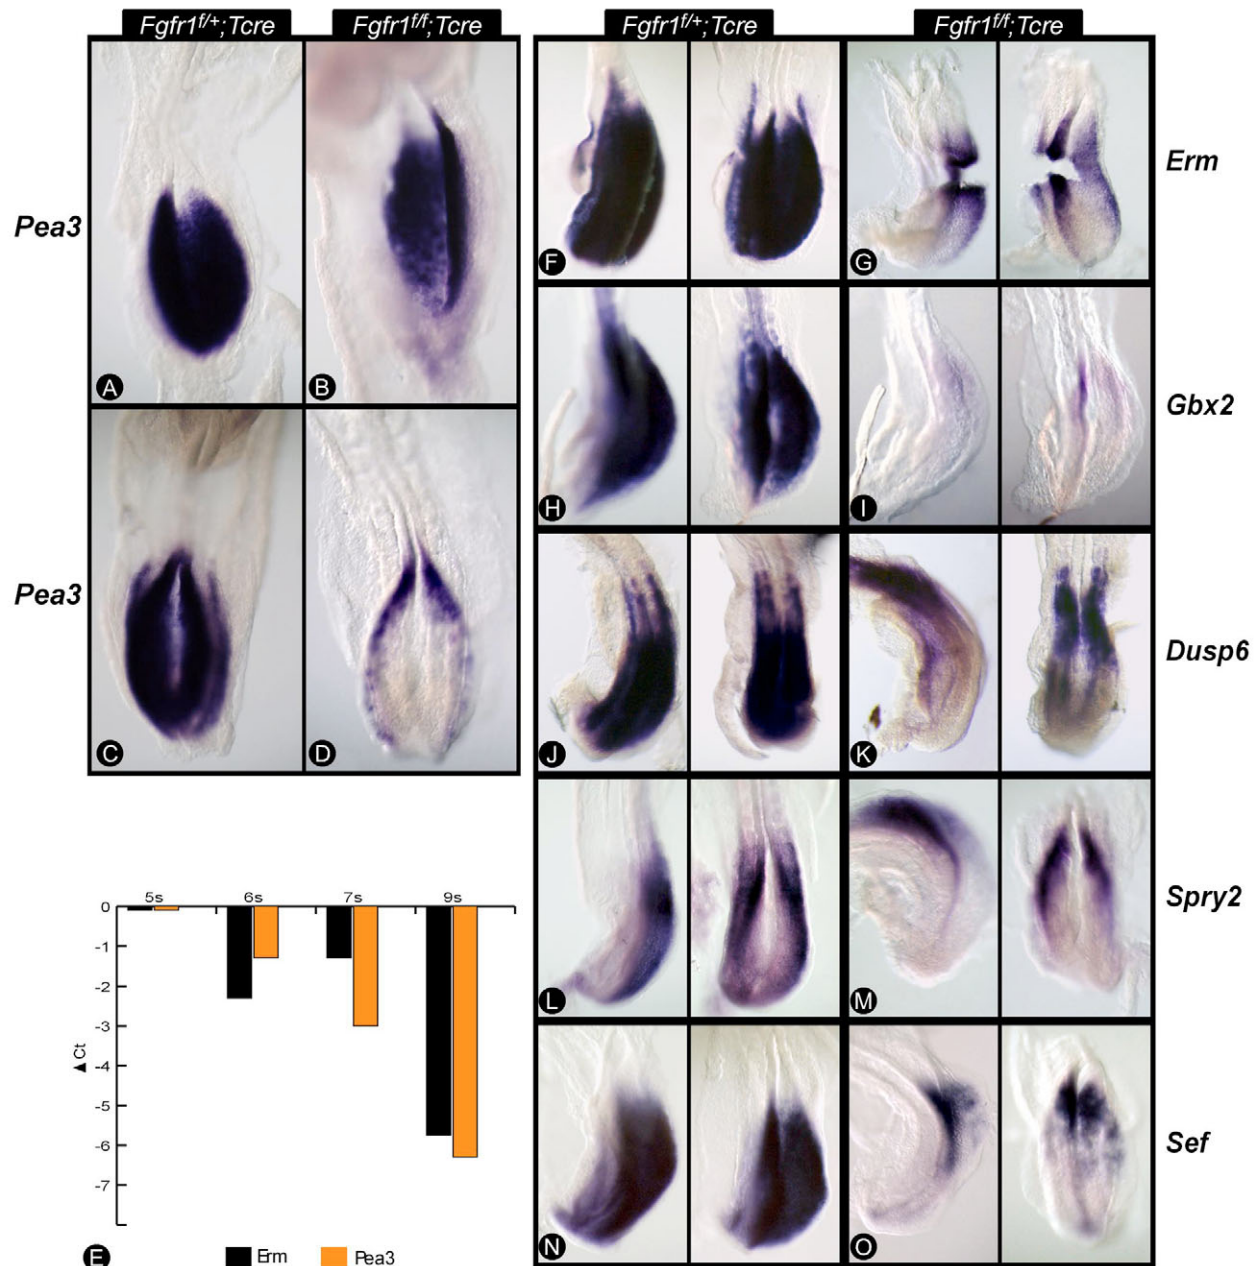 Fgfr1f/+;Tcre
Fgfr1f/f;Tcre
Fgfr1f/+;Tcre
Fgfr1f/f;Tcre
Pea3
A
B
Pea3
C
D
F
G
Erm
H
I
Gbx2
J
K
Dusp6
L
M
Spry2
N
O
Sef
5s 6s 7s 9s
0
-1
-2
-3
-4
-5
-6
-7
▲Ct
E
Erm
Pea3